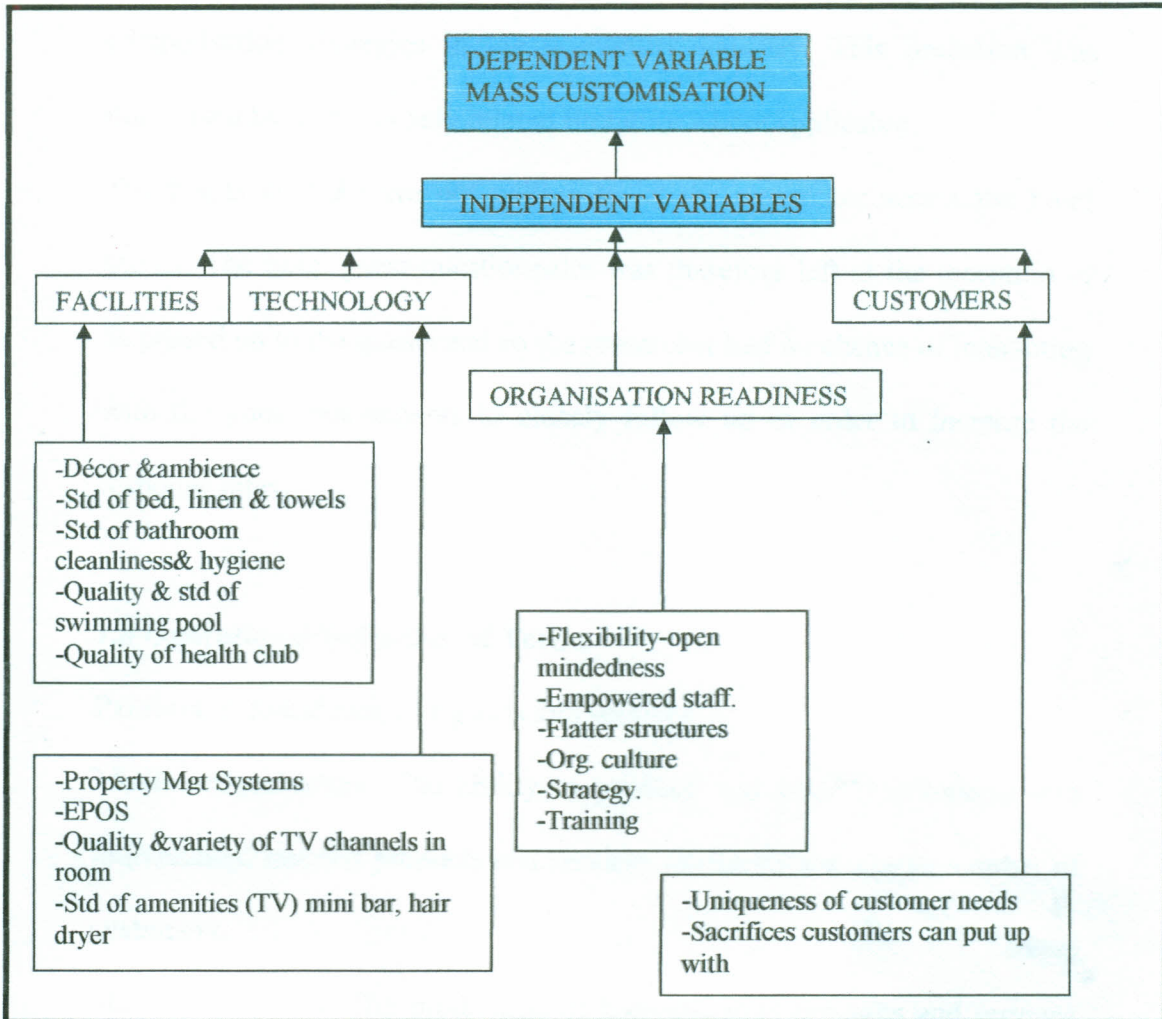 DEPENDENT VARIABLE
MASS CUSTOMISATION
INDEPENDENT VARIABLES
FACILITIES
TECHNOLOGY
CUSTOMERS
ORGANISATION READINESS
-Décor &ambience
-Std of bed, linen & towels
-Std of bathroom
cleanliness& hygiene
-Quality & std of
swimming pool
-Quality of health club
-Flexibility-open
mindedness
-Empowered staff.
-Flatter structures
-Org. culture
-Strategy.
-Training
-Property Mgt Systems
-EPOS
-Quality &variety of TV channels in
room
-Std of amenities (TV) mini bar, hair
dryer
-Uniqueness of customer needs
-Sacrifices customers can put up
with